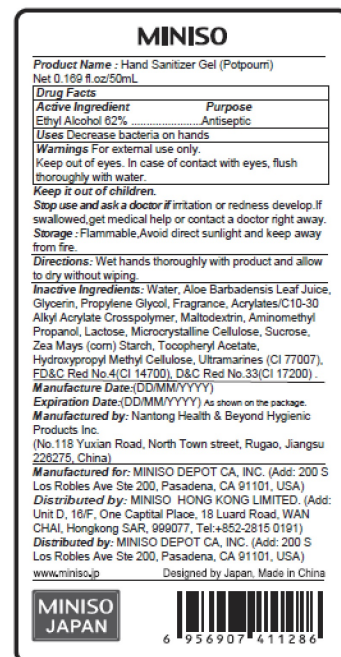 MINISO
Product Name : Hand Sanitizer Gel (Potpourri)
Net 0.169 fl.oz/50mL
Drug Facts
Active Ingredient Purpose
Ethyl Alcohol 62% .......................Antiseptic
Uses Decrease bacteria on hands
Warnings For external use only.
Keep out of eyes. In case of contact with eyes, flush
thoroughly with water.
Keep it out of children.
Stop use and ask a doctor if irritation or redness develop.If
swallowed,get medical help or contact a doctor right away.
Storage : Flammable,Avoid direct sunlight and keep away
from fire.
Directions: Wet hands thoroughly with product and allow
to dry without wiping.
Inactive Ingredients: Water, Aloe Barbadensis Leaf Juice,
Glycerin, Propylene Glycol, Fragrance, Acrylates/C10-30
Alkyl Acrylate Crosspolymer, Maltodextrin, Aminomethyl
Propanol, Lactose, Microcrystalline Cellulose, Sucrose,
Zea Mays (corn) Starch, Tocopheryl Acetate,
Hydroxypropyl Methyl Cellulose, Ultramarines (CI 77007),
FD&C Red No.4(CI 14700), D&C Red No.33(CI 17200) .
Manufacture Date:(DD/MM/YYYY)
Expiration Date:(DD/MM/YYYY) As shown on the package.
Manufactured by: Nantong Health & Beyond Hygienic
Products Inc.
(No.118 Yuxian Road, North Town street, Rugao, Jiangsu
226275, China)
Manufactured for: MINISO DEPOT CA, INC. (Add: 200 S
Los Robles Ave Ste 200, Pasadena, CA 91101, USA)
Distributed by: MINISO HONG KONG LIMITED. (Add:
Unit D, 16/F, One Captital Place, 18 Luard Road, WAN
CHAI, Hongkong SAR, 999077, Tel:+852-2815 0191)
Distributed by: MINISO DEPOT CA, INC. (Add: 200 S
Los Robles Ave Ste 200, Pasadena, CA 91101, USA)
www.miniso.jp Designed by Japan, Made in China
MINISO
JAPAN
6 956907 411286